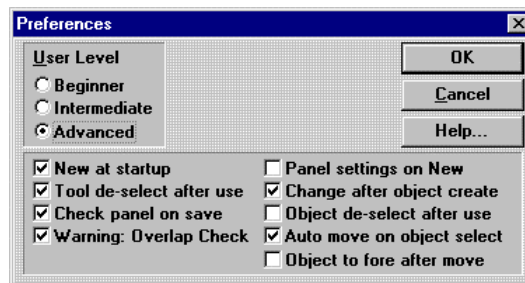 Preferences
User Level
Beginner
Intermediate
Advanced
OK
Cancel
Help...
New at startup
Tool de-select after use
Check panel on save
Warning: Overlap Check
Panel settings on New
Change after object create
Object de-select after use
Auto move on object select
Object to fore after move